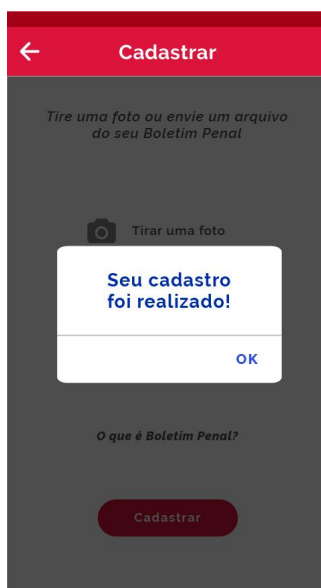 Cadastrar
Tire uma foto ou envie um arquivo
do seu Boletim Penal
Tirar uma foto
Seu cadastro
foi realizado!
OK
O que é Boletim Penal?
Cadastrar